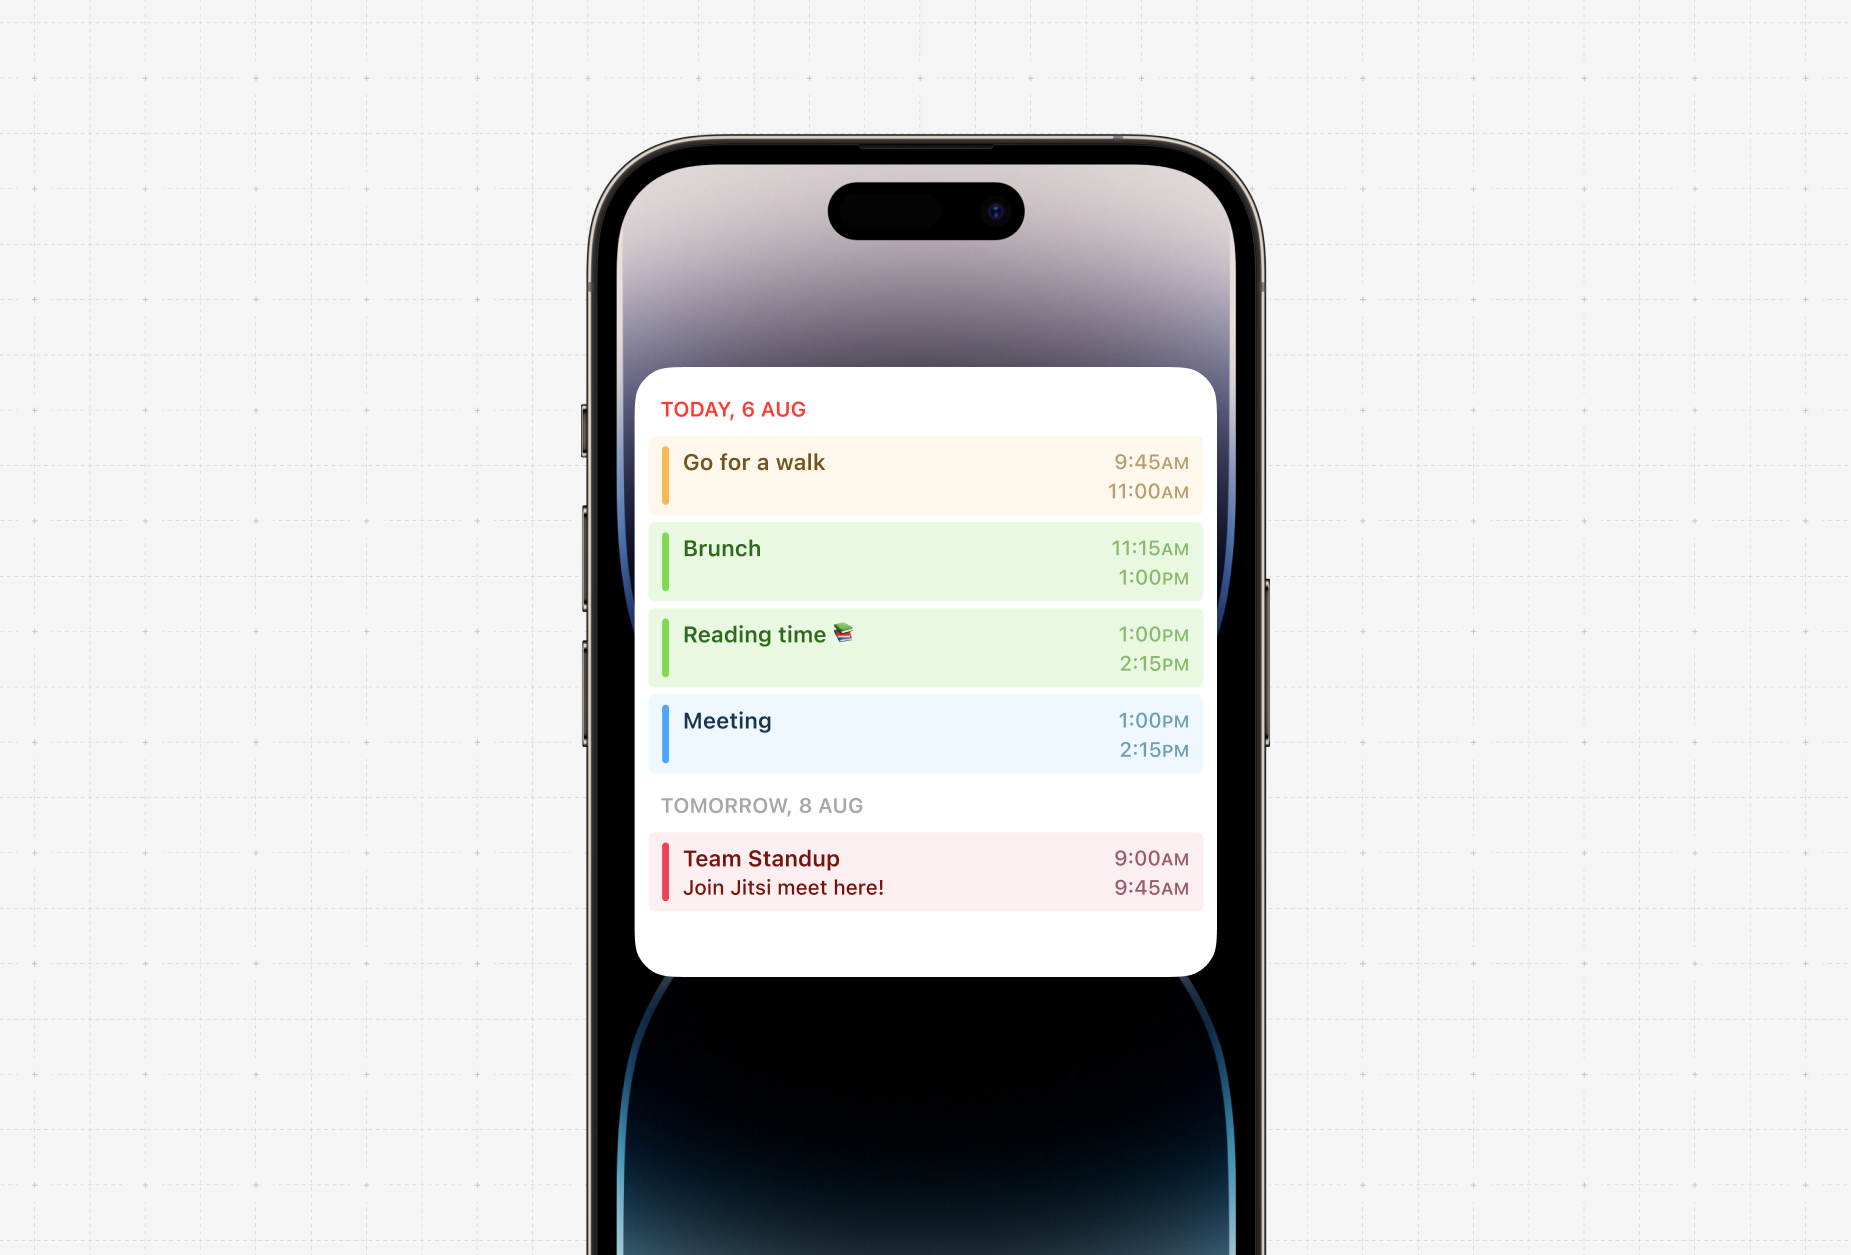 TODAY, 6 AUG
Go for a walk 9:45AM
11:00AM
Brunch 11:15AM
1:00PM
Reading time 📚 1:00PM
2:15PM
Meeting 1:00PM
2:15PM
TOMORROW, 8 AUG
Team Standup 9:00AM
Join Jitsi meet here! 9:45AM